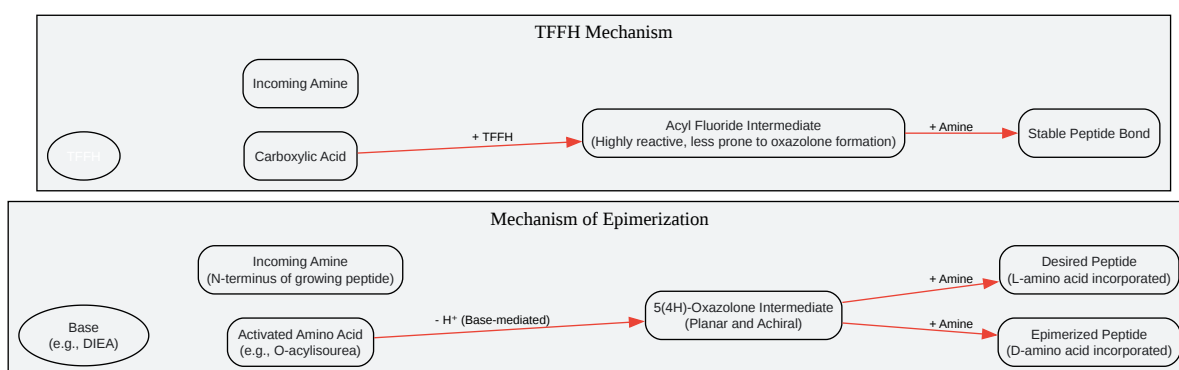 TFFH Mechanism
Incoming Amine
TFFH
Carboxylic Acid
+ TFFH
Acyl Fluoride Intermediate
(Highly reactive, less prone to oxazolone formation)
+ Amine
Stable Peptide Bond
Mechanism of Epimerization
Incoming Amine
(N-terminus of growing peptide)
Base
(e.g., DIEA)
Activated Amino Acid
(e.g., O-acylisourea)
- H⁺ (Base-mediated)
5(4H)-Oxazolone Intermediate
(Planar and Achiral)
+ Amine
Desired Peptide
(L-amino acid incorporated)
+ Amine
Epimerized Peptide
(D-amino acid incorporated)